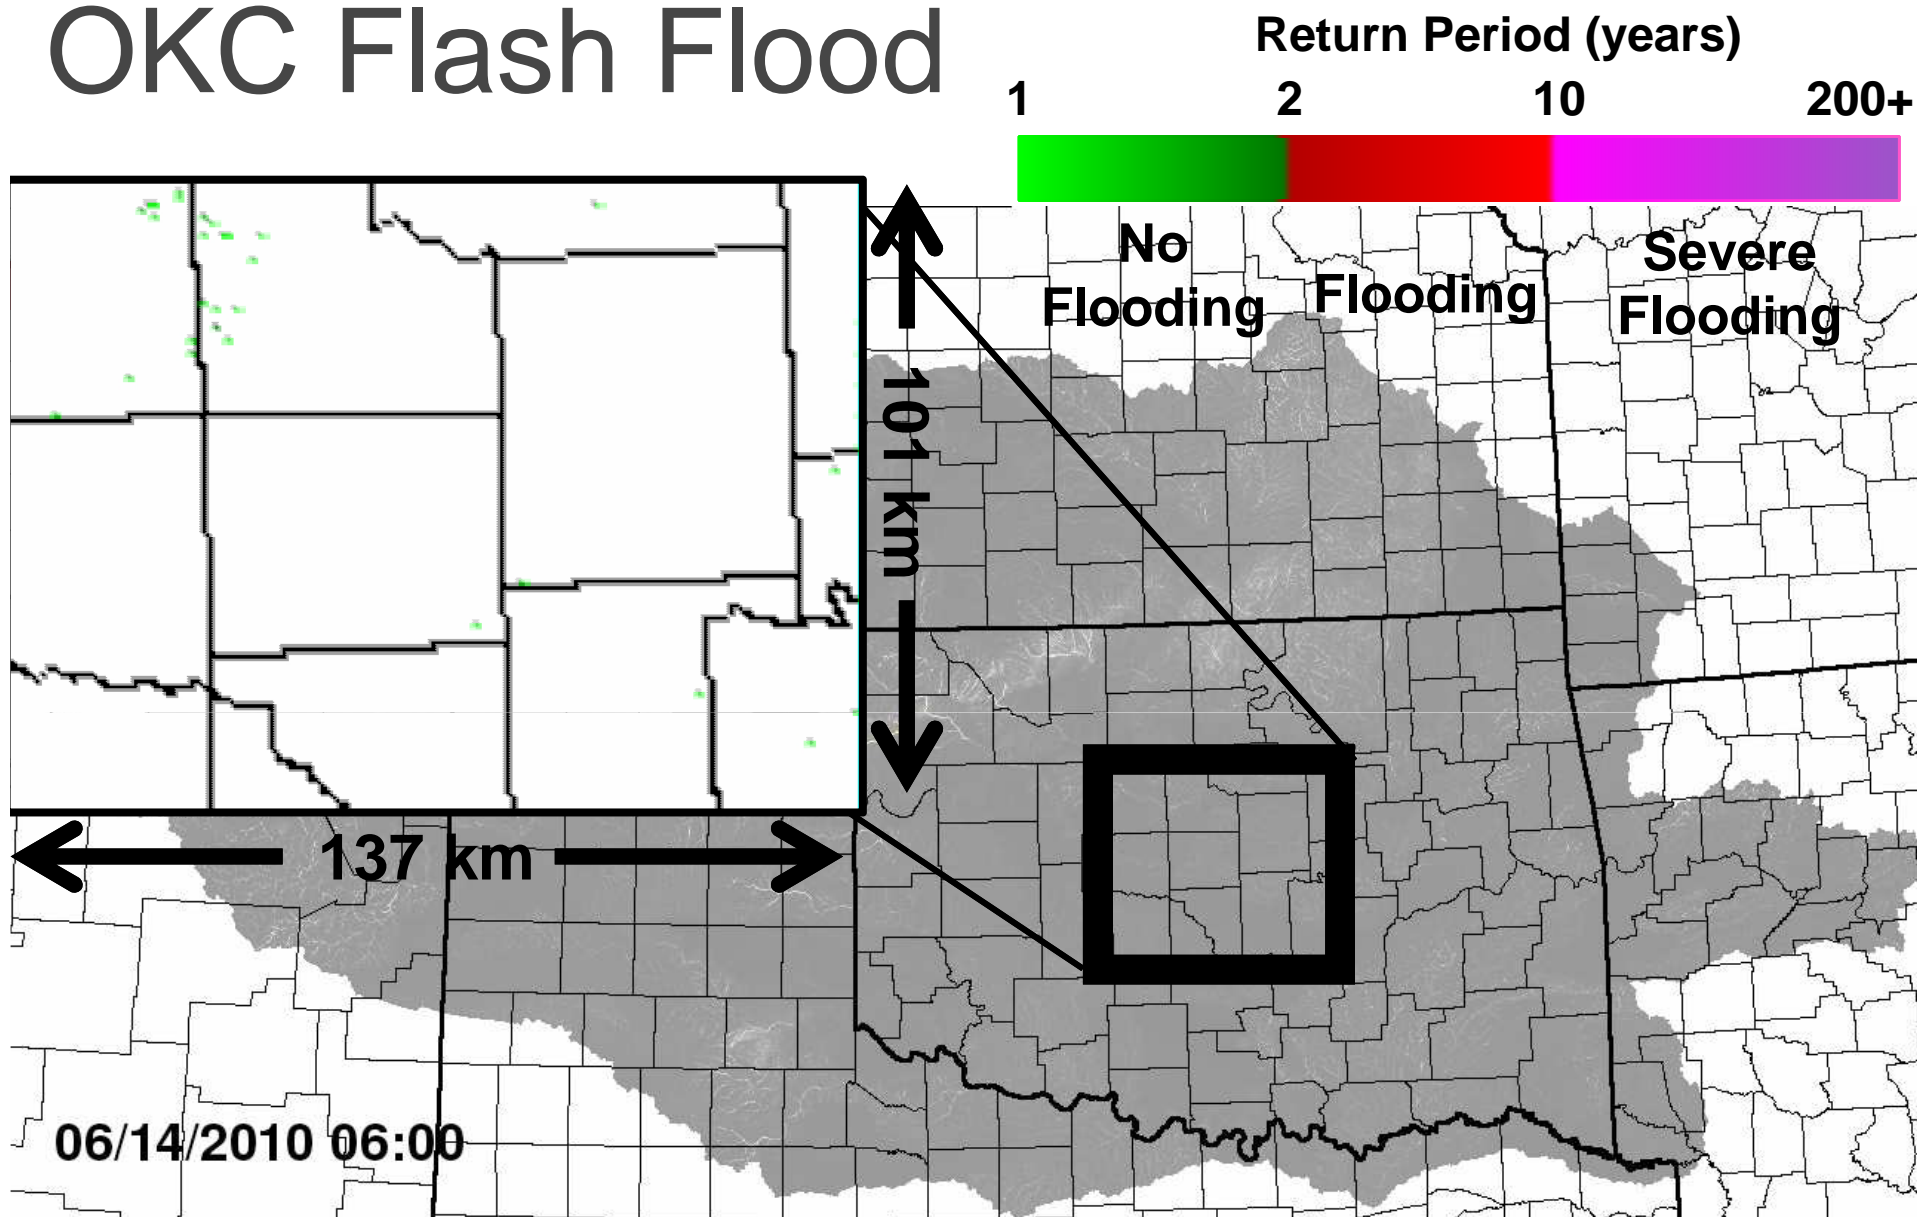 OKC Flash Flood
Return Period (years)
1 2 10 200+
No
Flooding
Flooding
Severe
Flooding
101 km
137 km
06/14/2010 06:00